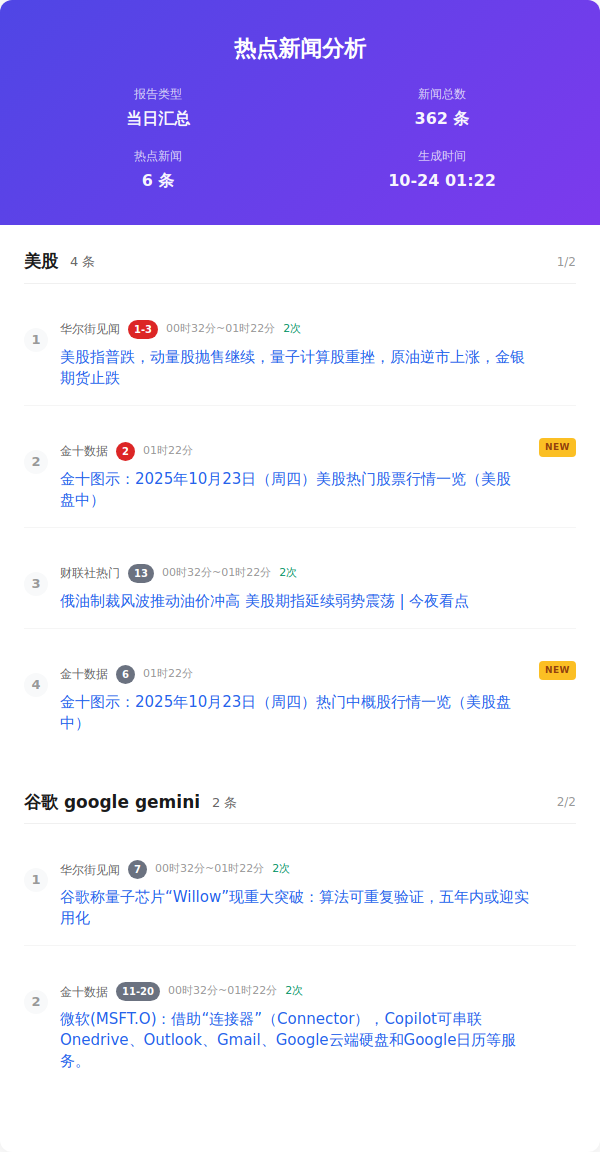 热点新闻分析
报告类型
新闻总数
当日汇总
362 条
热点新闻
生成时间
6 条
10-24 01:22
美股 4 条 1/2
1
华尔街见闻 1-3 00时32分~01时22分 2次
美股指普跌，动量股抛售继续，量子计算股重挫，原油逆市上涨，金银
期货止跌
2
金十数据 2 01时22分 NEW
金十图示：2025年10月23日（周四）美股热门股票行情一览（美股
盘中）
3
财联社热门 13 00时32分~01时22分 2次
俄油制裁风波推动油价冲高 美股期指延续弱势震荡 | 今夜看点
4
金十数据 6 01时22分 NEW
金十图示：2025年10月23日（周四）热门中概股行情一览（美股盘
中）
谷歌 google gemini 2 条 2/2
1
华尔街见闻 7 00时32分~01时22分 2次
谷歌称量子芯片“Willow”现重大突破：算法可重复验证，五年内或迎实
用化
2
金十数据 11-20 00时32分~01时22分 2次
微软(MSFT.O)：借助“连接器”（Connector），Copilot可串联
Onedrive、Outlook、Gmail、Google云端硬盘和Google日历等服
务。